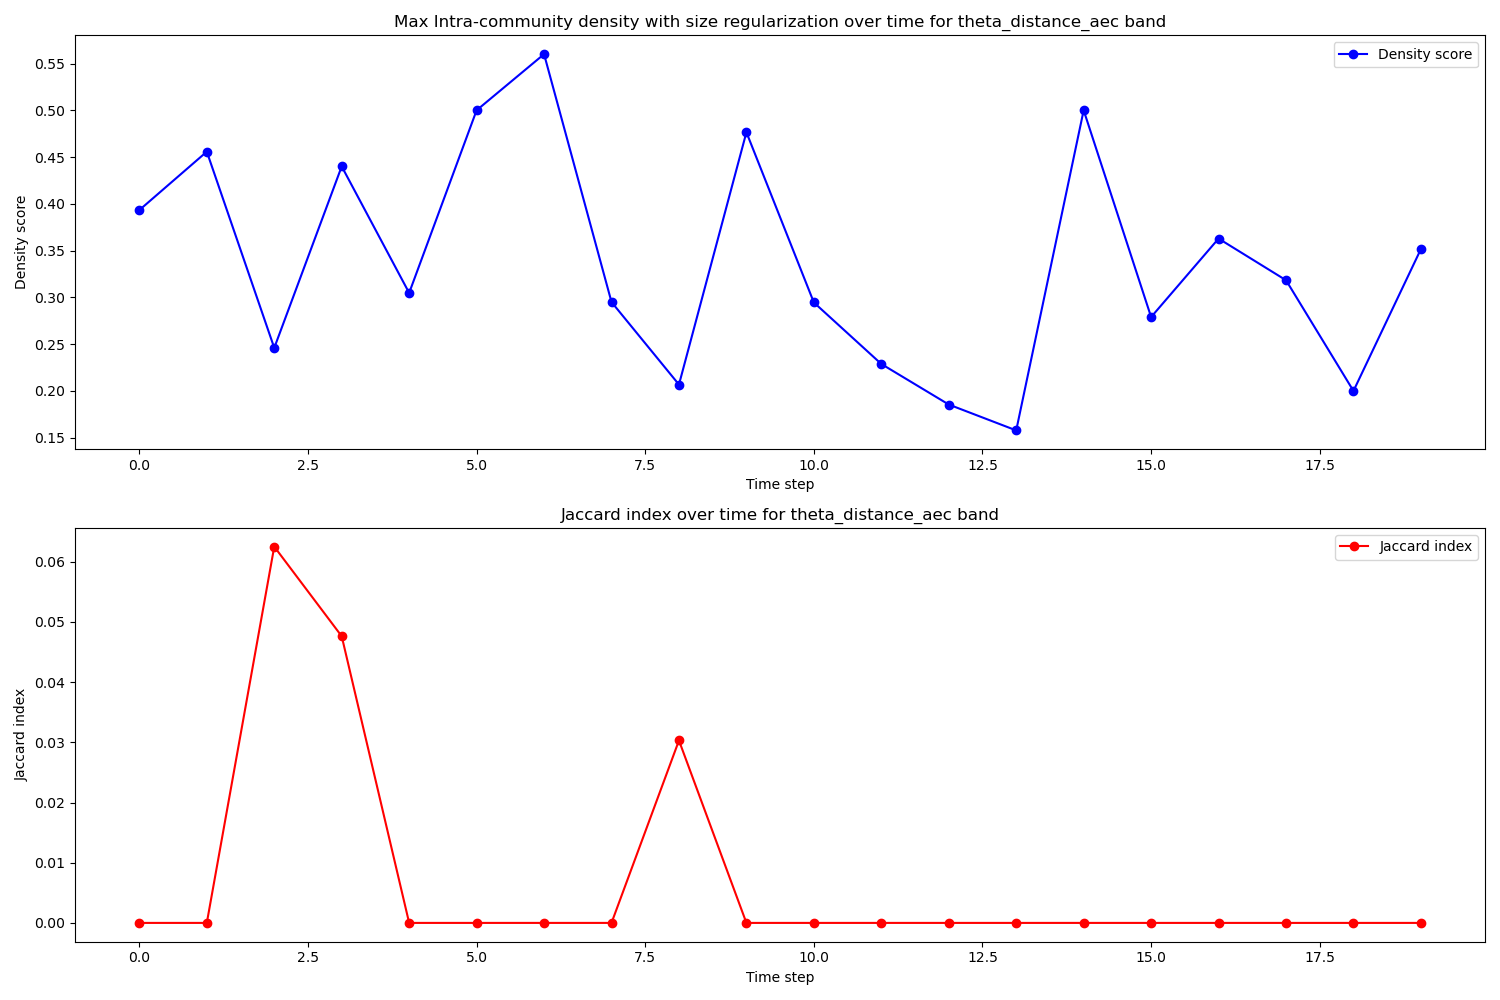 Max Intra-community density with size regularization over time for theta_distance_aec band
Density score
0.55
0.50
0.45
0.40
0.35
0.30
0.25
0.20
0.15
Density score
0.0 2.5 5.0 7.5 10.0 12.5 15.0 17.5
Time step
Jaccard index over time for theta_distance_aec band
Jaccard index
0.06
0.05
0.04
0.03
0.02
0.01
0.00
Jaccard index
0.0 2.5 5.0 7.5 10.0 12.5 15.0 17.5
Time step